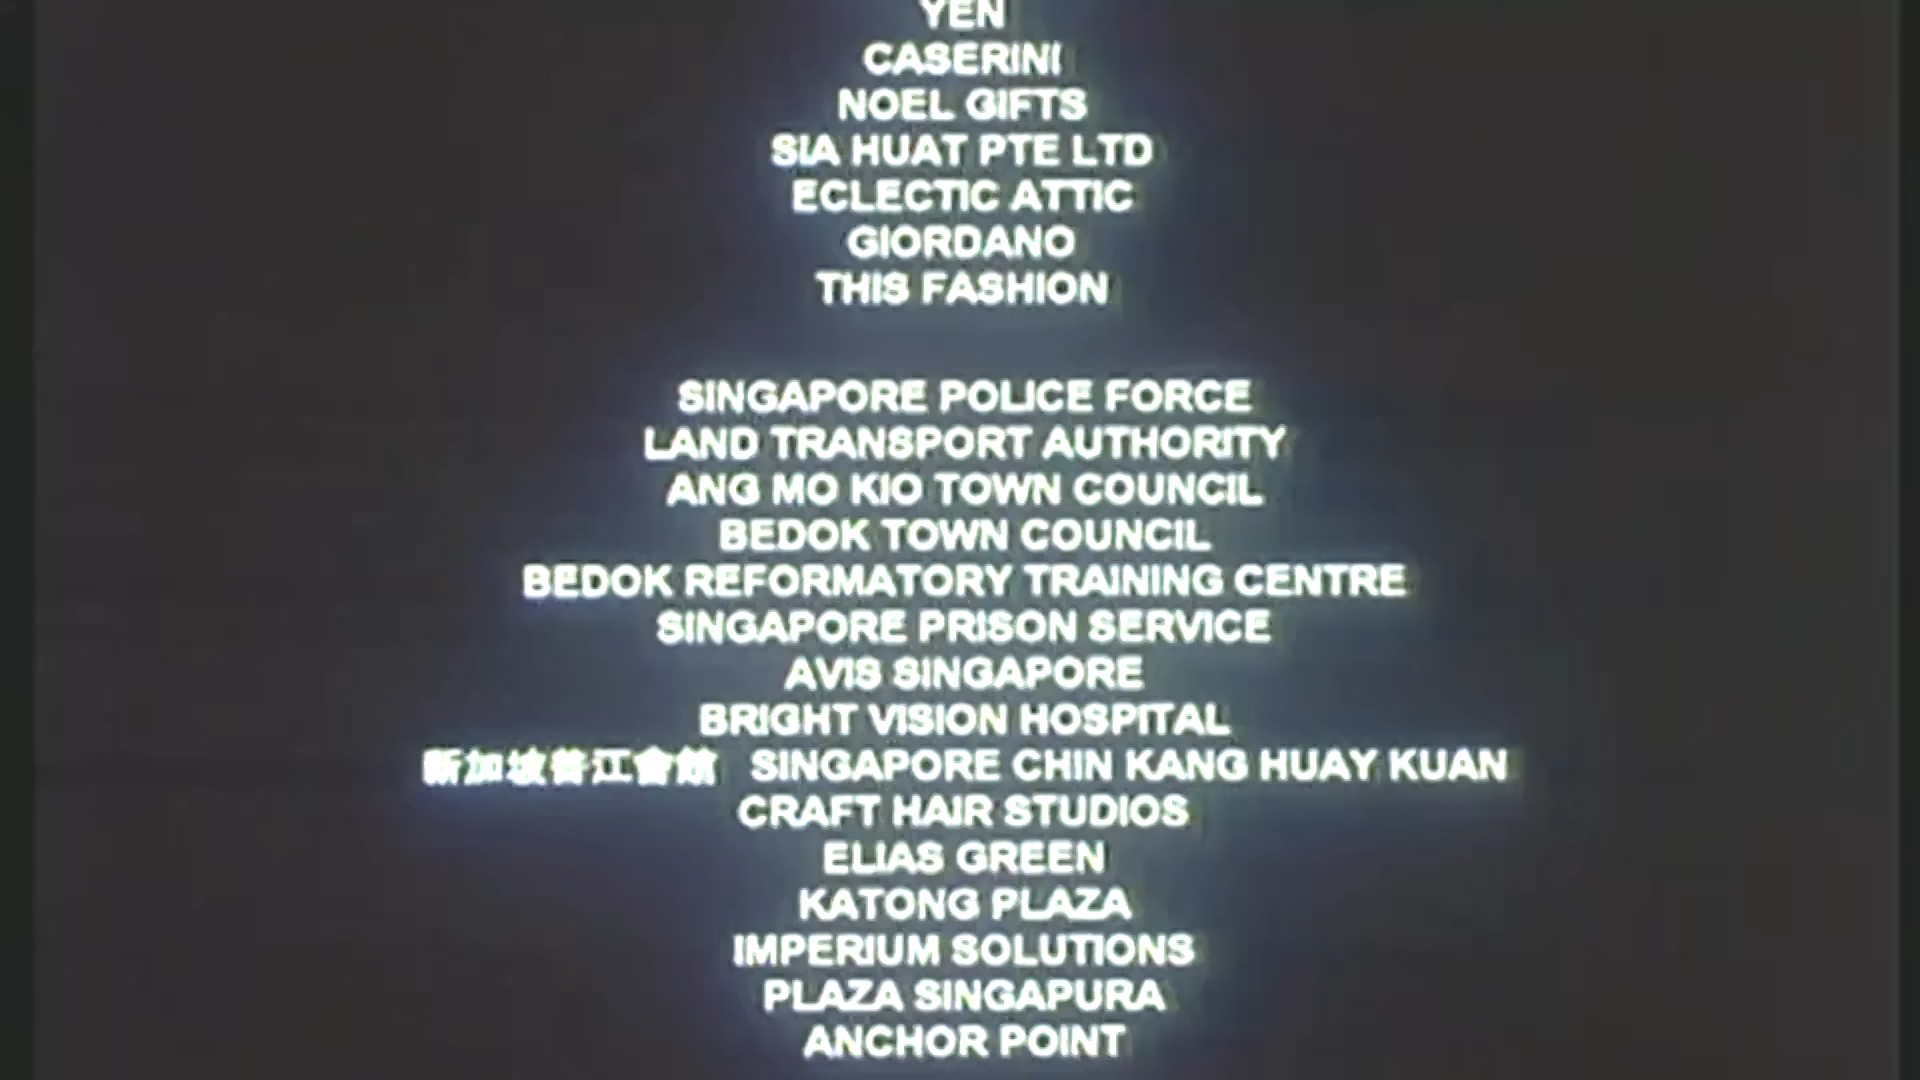 YEN
CASERINI
NOEL GIFTS
SIA HUAT PTE LTD
ECLECTIC ATTIC
GIORDANO
THIS FASHION
SINGAPORE POLICE FORCE
LAND TRANSPORT AUTHORITY
ANG MO KIO TOWN COUNCIL
BEDOK TOWN COUNCIL
BEDOK REFORMATORY TRAINING CENTRE
SINGAPORE PRISON SERVICE
AVIS SINGAPORE
BRIGHT VISION HOSPITAL
新加坡晉江會館 SINGAPORE CHIN KANG HUAY KUAN
CRAFT HAIR STUDIOS
ELIAS GREEN
KATONG PLAZA
IMPERIUM SOLUTIONS
PLAZA SINGAPURA
ANCHOR POINT